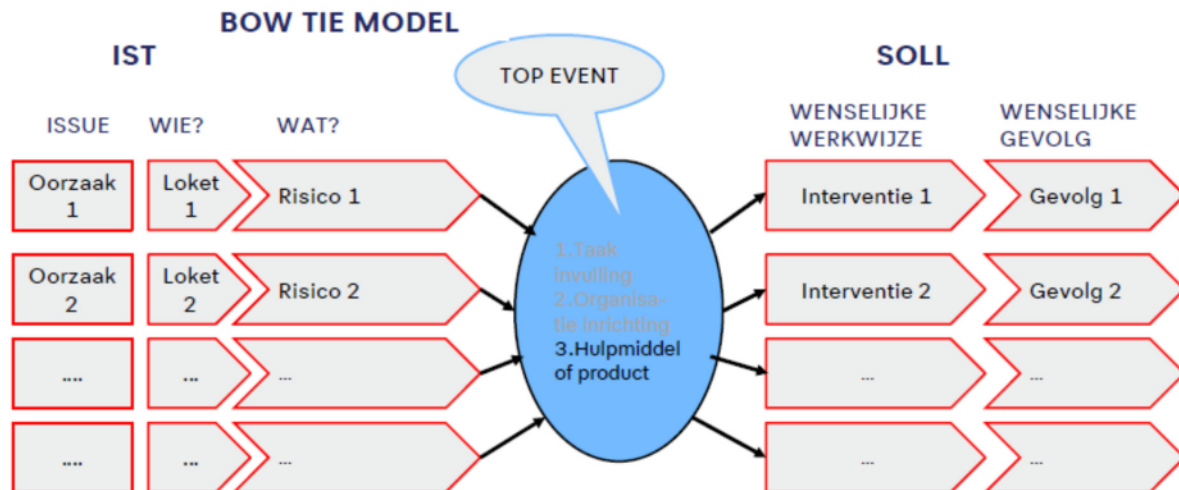 BOW TIE MODEL
IST
SOLL
TOP EVENT
ISSUE
WIE?
WAT?
WENSELIJKE
WERKWIJZE
WENSELIJKE
GEVOLG
Oorzaak
1
Loket
1
Risico 1
Interventie 1
Gevolg 1
Oorzaak
2
Loket
2
Risico 2
Interventie 2
Gevolg 2
1.Taak
invulling
2.Organisa-
tie inrichting
3.Hulpmiddel
of product
....
...
...
...
...
....
...
...
...
...